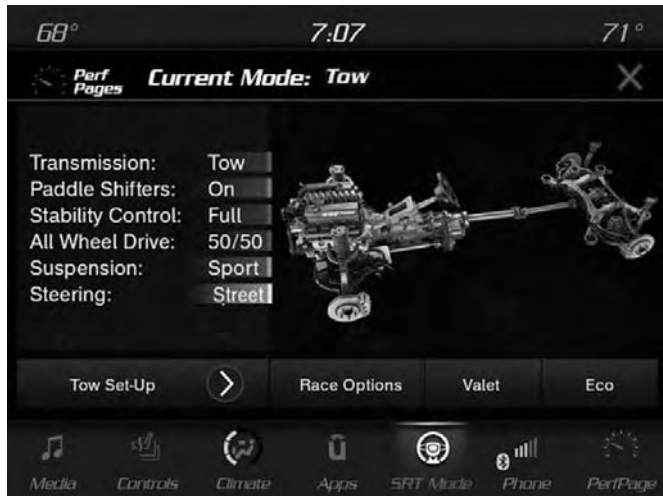 68° 7:07 71°
Perf Pages Current Mode: Tow
Transmission: Tow
Paddle Shifters: On
Stability Control: Full
All Wheel Drive: 50/50
Suspension: Sport
Steering: Street
Tow Set-Up Race Options Valet Eco
Media Controls Climate Apps SRT Mode Phone PerfPage